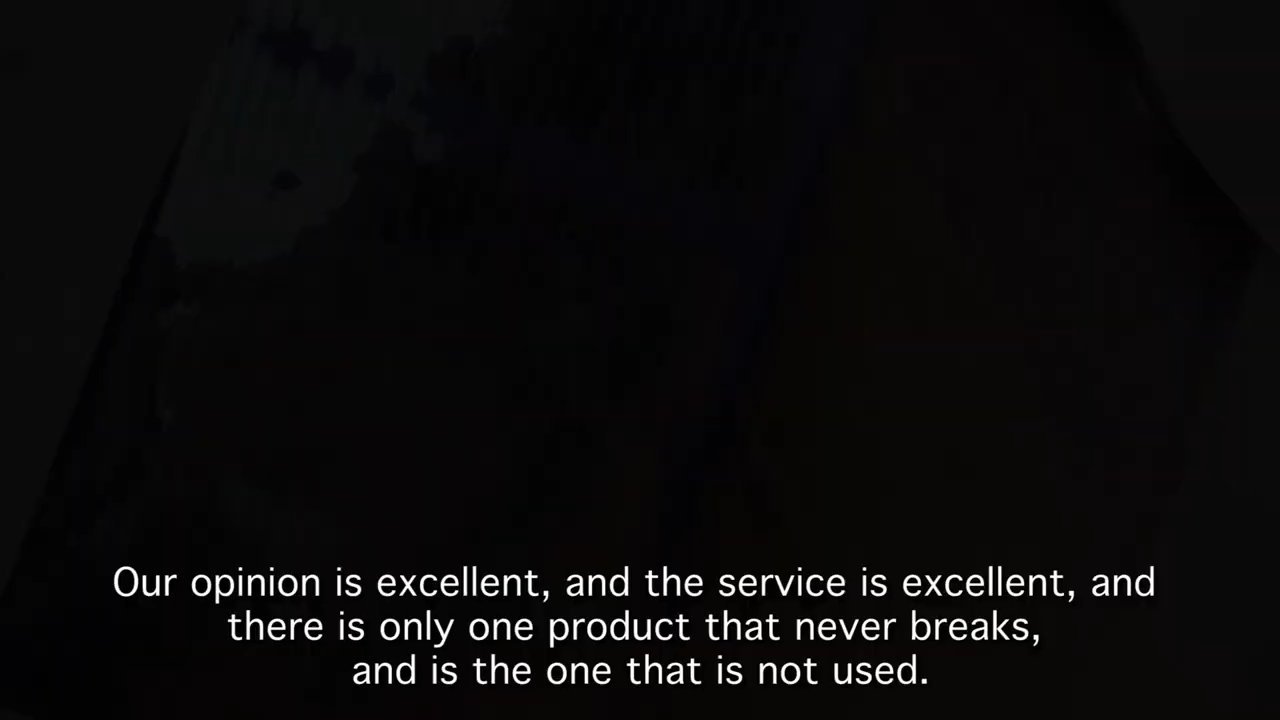 Our opinion is excellent, and the service is excellent, and
there is only one product that never breaks,
and is the one that is not used.